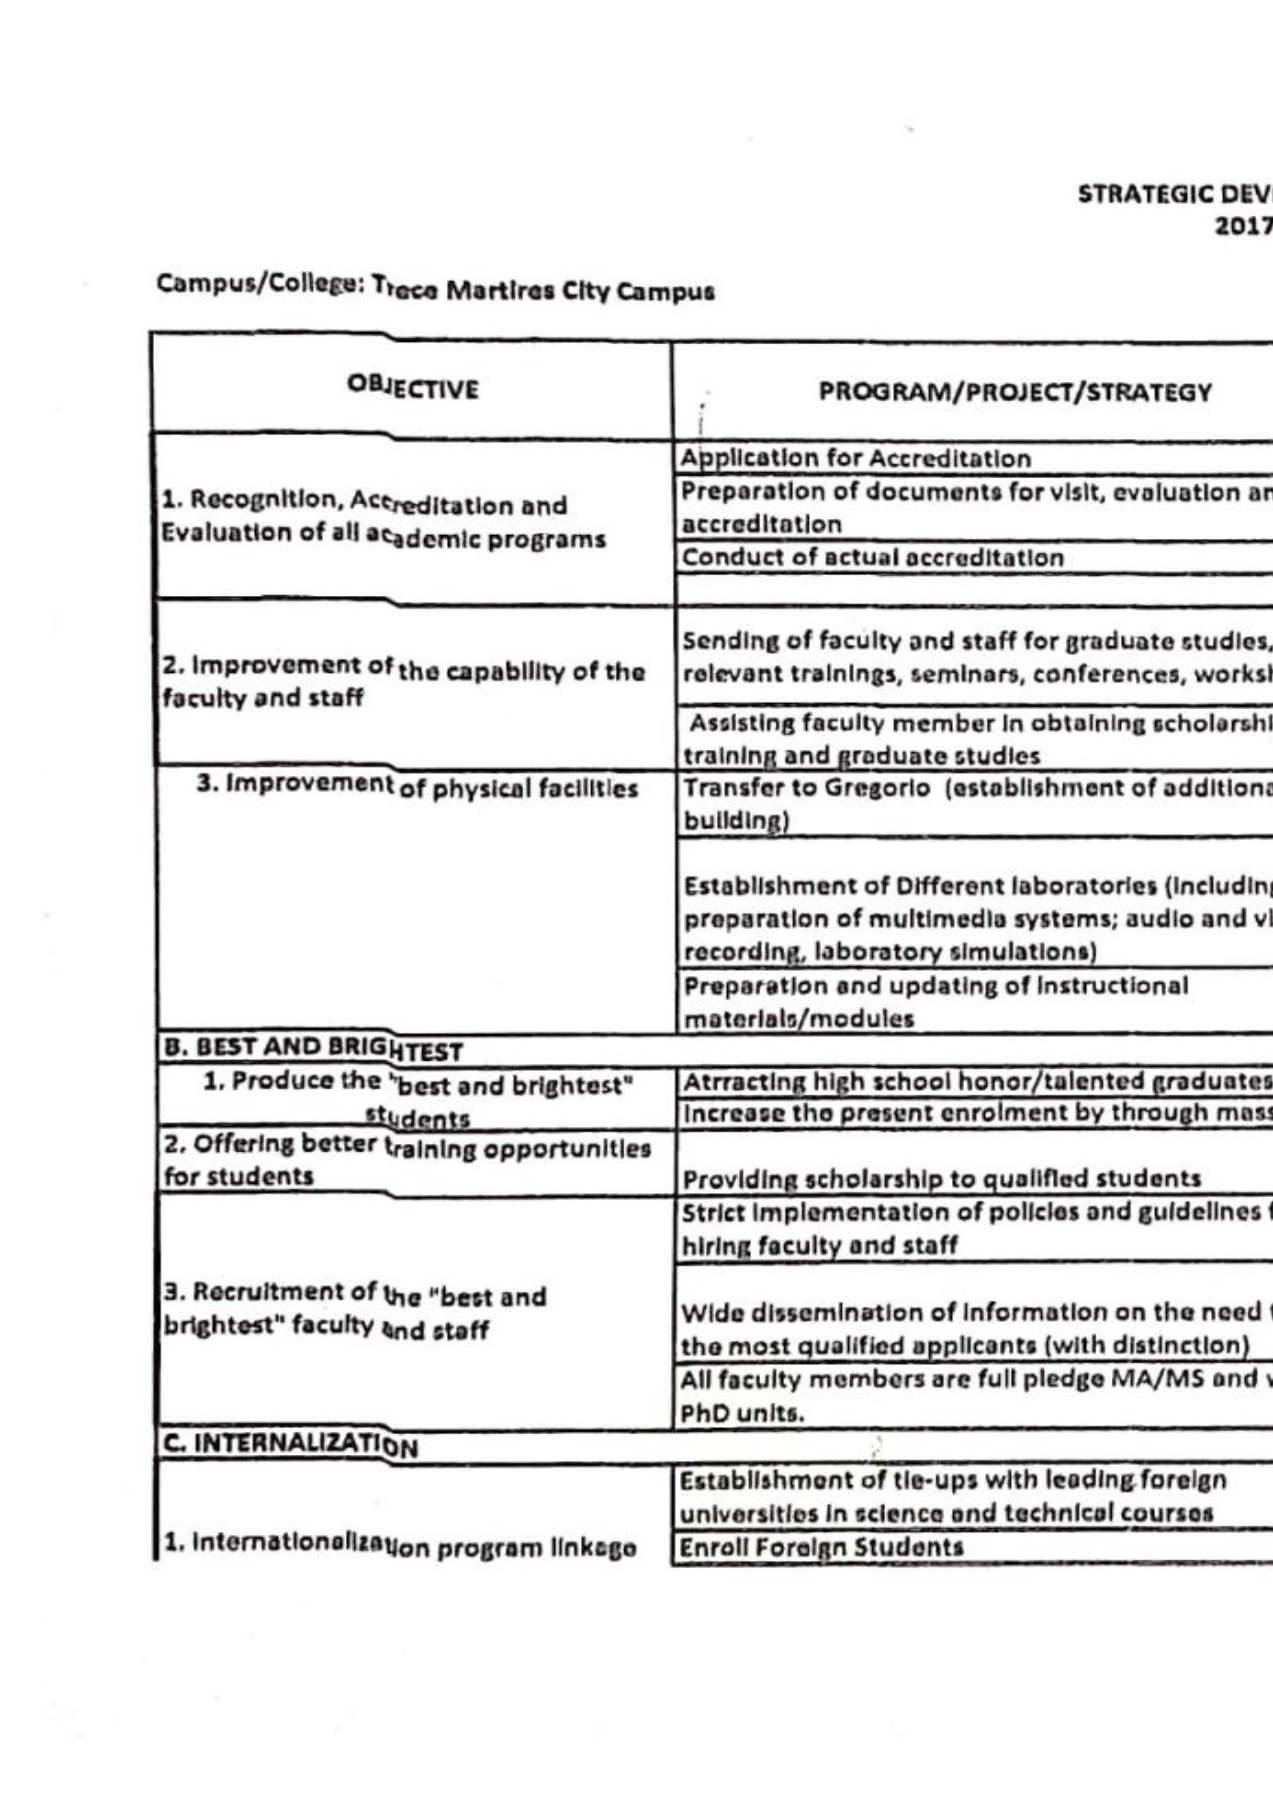 STRATEGIC DEV
2017
Campus/College: Trece Martires City Campus
OBJECTIVE
PROGRAM/PROJECT/STRATEGY
1. Recognition, Accreditation and
Evaluation of all academic programs
Application for Accreditation
Preparation of documents for visit, evaluation an
accreditation
Conduct of actual accreditation
2. Improvement of the capability of the
faculty and staff
Sending of faculty and staff for graduate studies,
relevant trainings, seminars, conferences, worksh
Assisting faculty member in obtaining scholarshi
training and graduate studies
3. Improvement of physical facilities
Transfer to Gregorio (establishment of additiona
building)
Establishment of Different laboratories (including
preparation of multimedia systems; audio and vi
recording, laboratory simulations)
Preparation and updating of instructional
materials/modules
B. BEST AND BRIGHTEST
1. Produce the "best and brightest"
students
Atrracting high school honor/talented graduates
Increase the present enrolment by through mass
2. Offering better training opportunities
for students
Providing scholarship to qualified students
3. Recruitment of the "best and
brightest" faculty and staff
Strict implementation of policies and guidelines f
hiring faculty and staff
Wide dissemination of information on the need f
the most qualified applicants (with distinction)
All faculty members are full pledge MA/MS and w
PhD units.
C. INTERNALIZATION
1. Internationalization program linkage
Establishment of tie-ups with leading foreign
universities in science and technical courses
Enroll Foreign Students